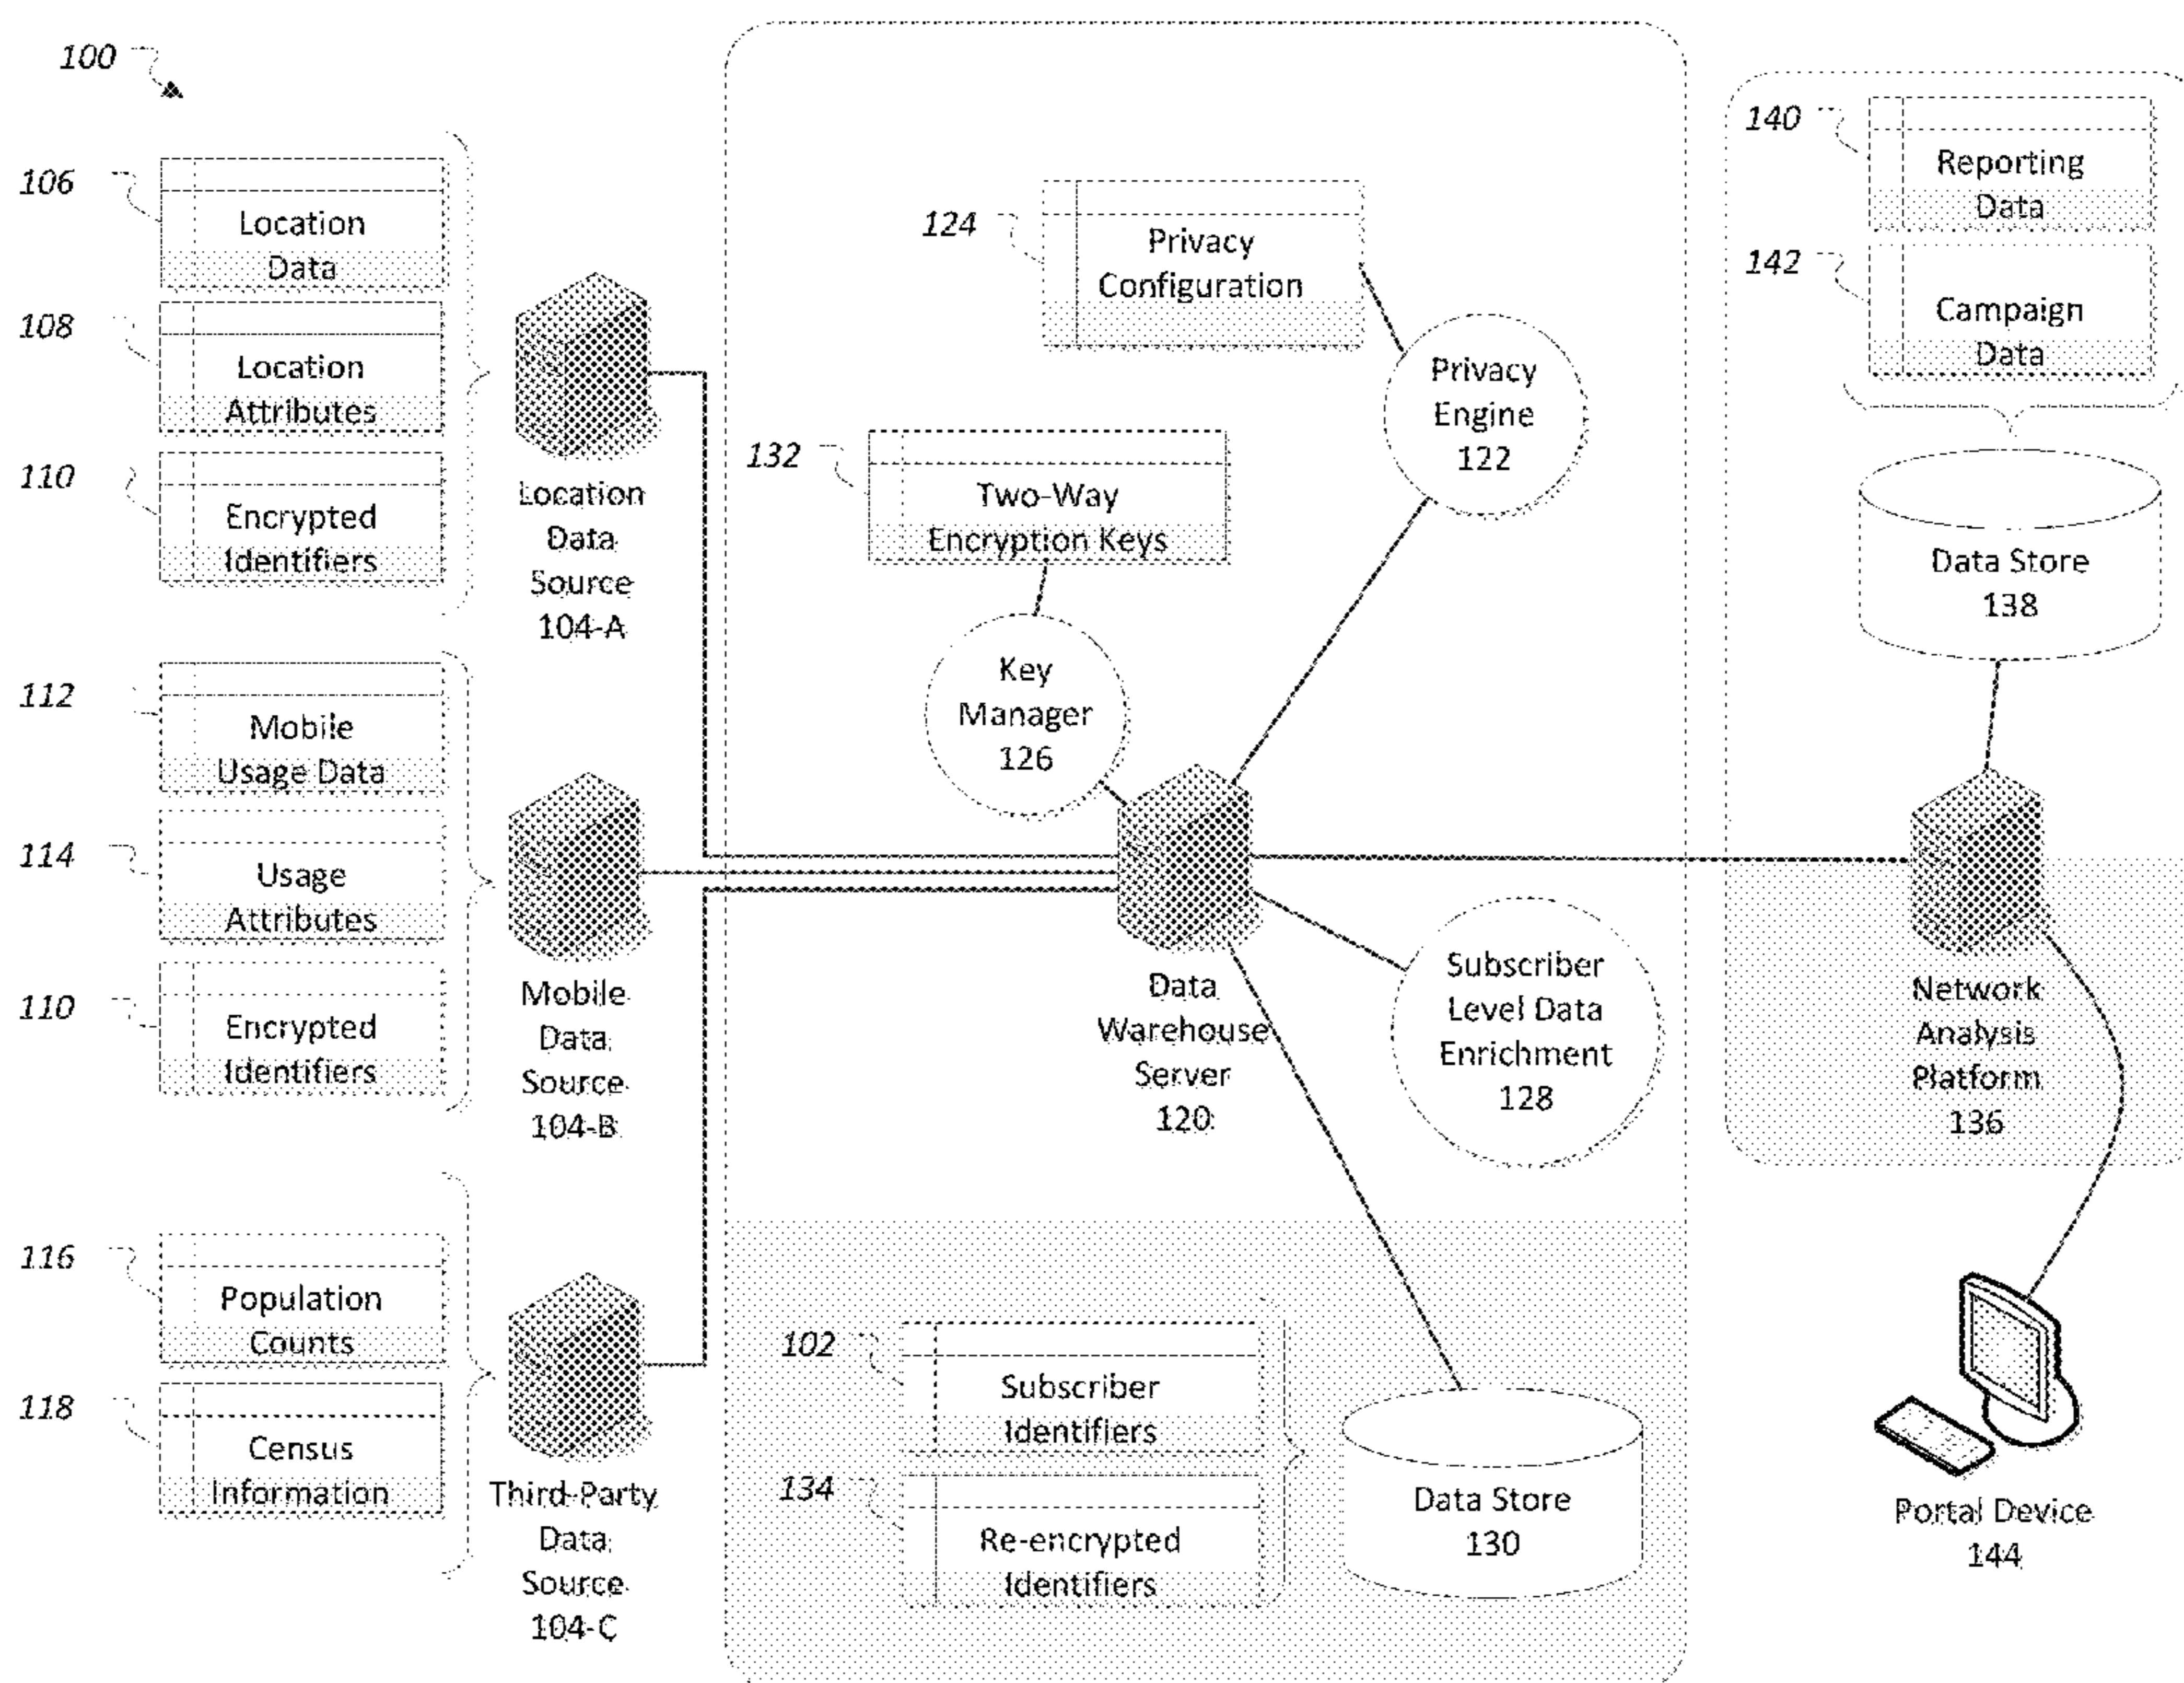 100
106
Location
Data
108
Location
Attributes
110
Encrypted
Identifiers
Location
Data
Source
104-A
112
Mobile
Usage Data
114
Usage
Attributes
110
Encrypted
Identifiers
Mobile
Data
Source
104-B
116
Population
Counts
118
Census
Information
Third-Party
Data
Source
104-C
124
Privacy
Configuration
Privacy
Engine
122
132
Two-Way
Encryption Keys
Key
Manager
126
Data
Warehouse
Server
120
Subscriber
Level Data
Enrichment
128
102
Subscriber
Identifiers
134
Re-encrypted
Identifiers
Data Store
130
140
Reporting
Data
142
Campaign
Data
Data Store
138
Network
Analysis
Platform
136
Portal Device
144